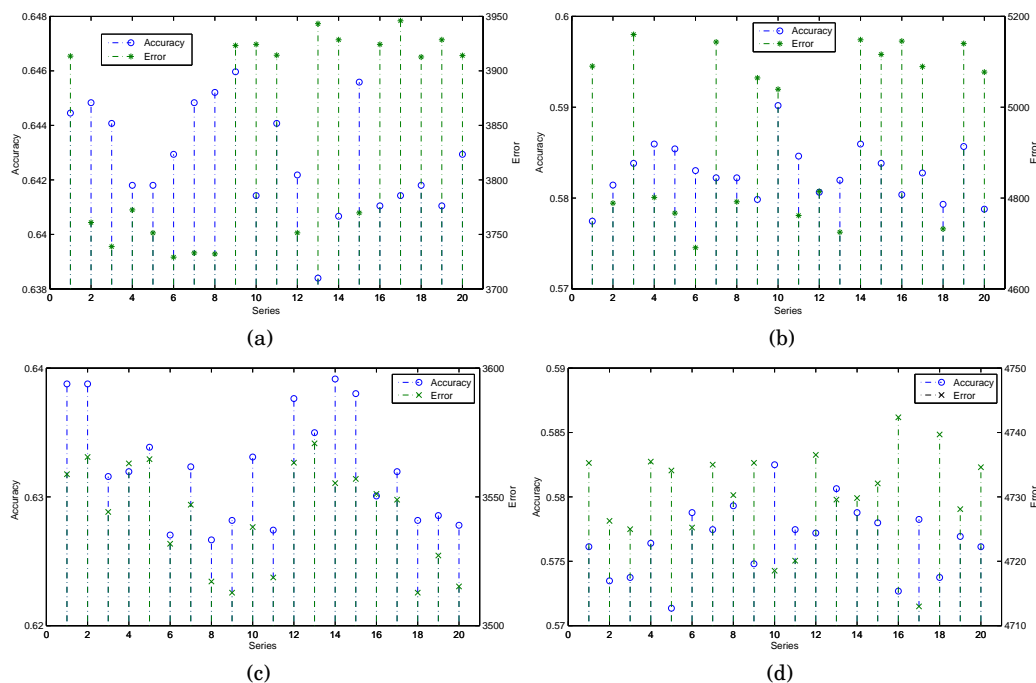 0.648
0.646
0.644
0.642
0.64
0.638
Accuracy
Accuracy
Error
3950
3900
3850
3800
3750
3700
Error
0 2 4 6 8 10 12 14 16 18 20
Series
(a)
0.6
0.59
0.58
0.57
Accuracy
Accuracy
Error
5200
5000
4800
4600
Error
0 2 4 6 8 10 12 14 16 18 20
Series
(b)
0.64
0.63
0.62
Accuracy
Accuracy
Error
3600
3550
3500
Error
0 2 4 6 8 10 12 14 16 18 20
Series
(c)
0.59
0.585
0.58
0.575
0.57
Accuracy
Accuracy
Error
4750
4740
4730
4720
4710
Error
0 2 4 6 8 10 12 14 16 18 20
Series
(d)